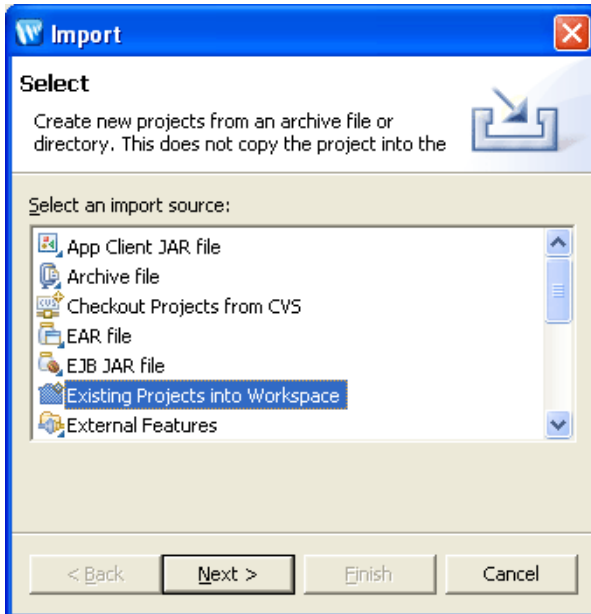 Import
Select
Create new projects from an archive file or
directory. This does not copy the project into the
Select an import source:
App Client JAR file
Archive file
Checkout Projects from CVS
EAR file
EJB JAR file
Existing Projects into Workspace
External Features
< Back
Next >
Finish
Cancel